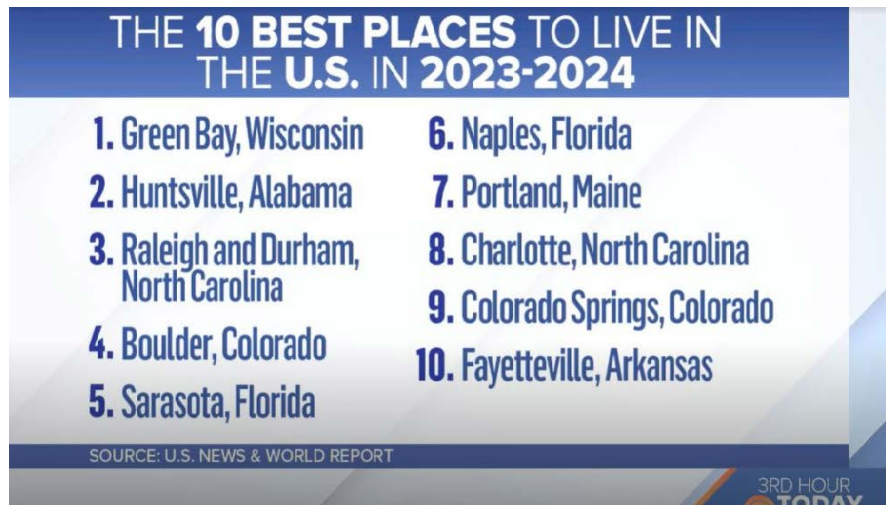 THE 10 BEST PLACES TO LIVE IN
THE U.S. IN 2023-2024
1. Green Bay, Wisconsin
2. Huntsville, Alabama
3. Raleigh and Durham,
North Carolina
4. Boulder, Colorado
5. Sarasota, Florida
6. Naples, Florida
7. Portland, Maine
8. Charlotte, North Carolina
9. Colorado Springs, Colorado
10. Fayetteville, Arkansas
SOURCE: U.S. NEWS & WORLD REPORT
3RD HOUR
TODAY